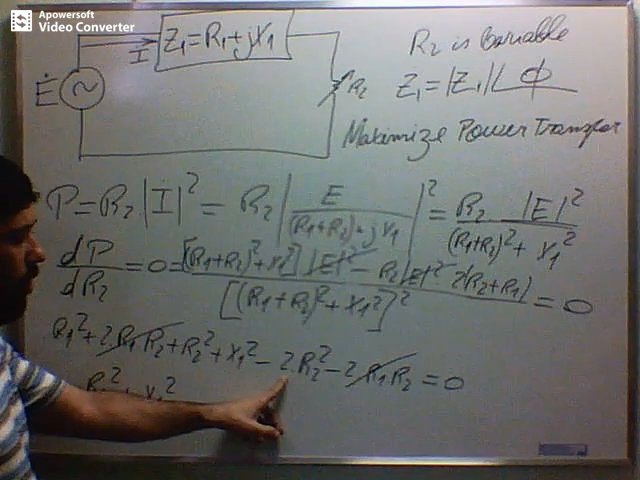 Apowersoft
Video Converter
Z₁=R₁+jX₁
I
Ė
R₂
R₂ is Variable
Z₁=|Z₁|∠ϕ
Maximize Power Transfer
P=R₂|İ|² = R₂|E/((R₁+R₂)+jX₁)|² = R₂|E|²/((R₁+R₂)²+X₁²)
dP/dR₂=0=([(R₁+R₂)²+X₁²]|E|²-R₂|E|²·2(R₂+R₁))/[(R₁+R₂)²+X₁²]²=0
R₁²+2R₁R₂+R₂²+X₁²-2R₂²-2R₁R₂=0
R₁²+X₁²